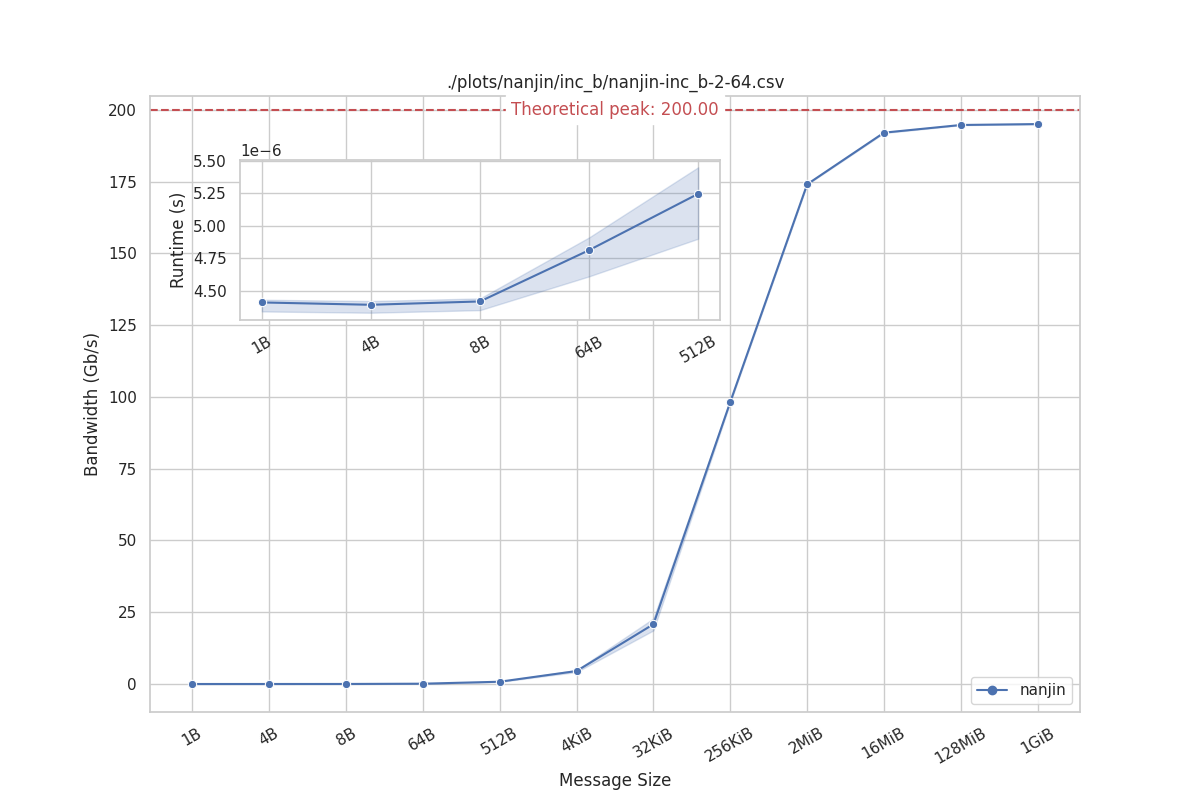 ./plots/nanjin/inc_b/nanjin-inc_b-2-64.csv
Theoretical peak: 200.00
200
175
150
125
100
75
50
25
0
Bandwidth (Gb/s)
1e−6
5.50
5.25
5.00
4.75
4.50
Runtime (s)
1B 4B 8B 64B 512B
nanjin
1B 4B 8B 64B 512B 4KiB 32KiB 256KiB 2MiB 16MiB 128MiB 1GiB
Message Size